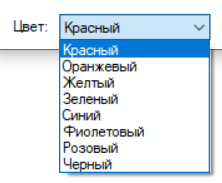 Цвет: Красный
Красный
Оранжевый
Желтый
Зеленый
Синий
Фиолетовый
Розовый
Черный